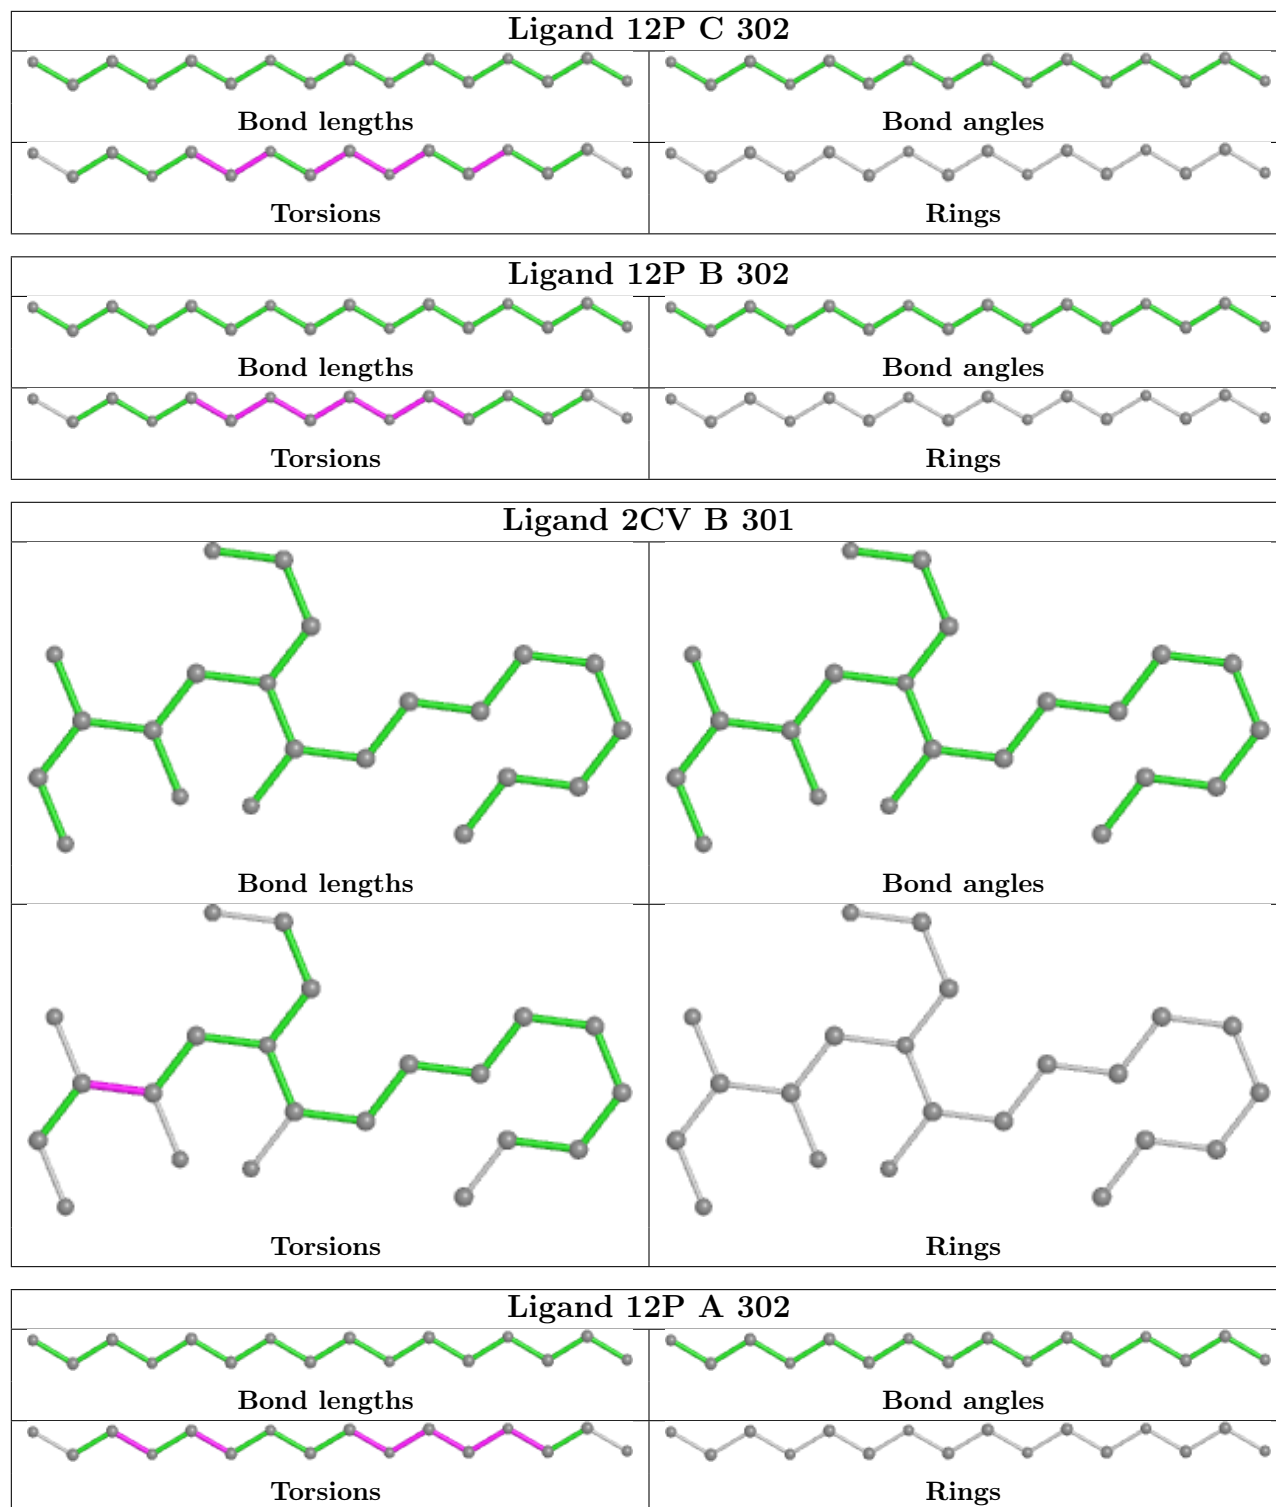 Ligand 12P C 302
Bond lengths
Bond angles
Torsions
Rings
Ligand 12P B 302
Bond lengths
Bond angles
Torsions
Rings
Ligand 2CV B 301
Bond lengths
Bond angles
Torsions
Rings
Ligand 12P A 302
Bond lengths
Bond angles
Torsions
Rings